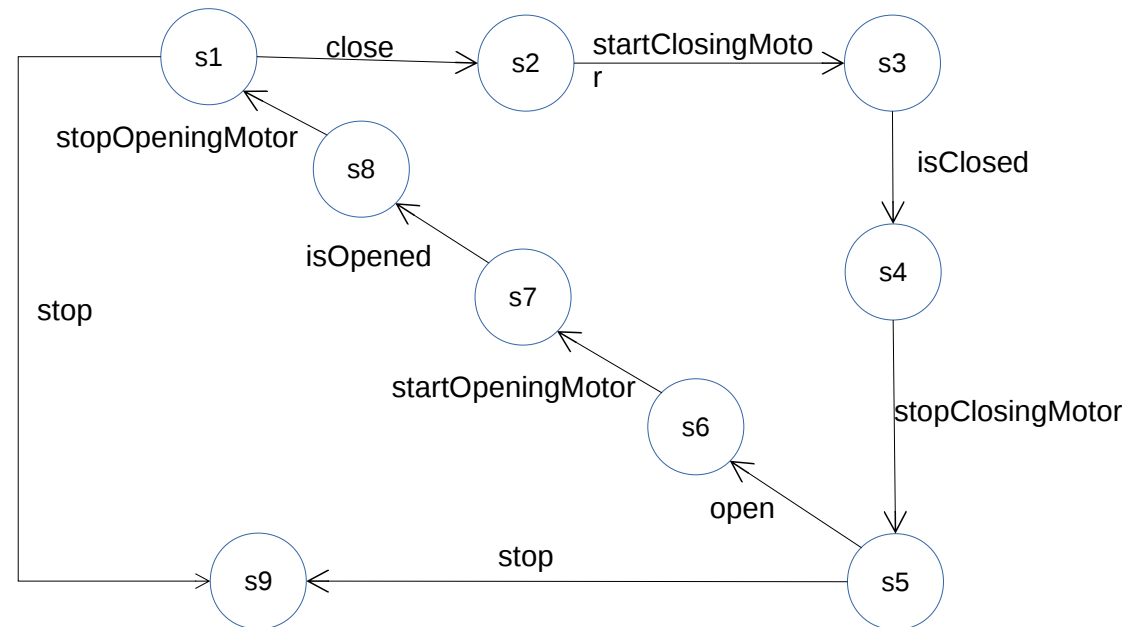 s1
close
s2
startClosingMoto
r
s3
stopOpeningMotor
s8
isClosed
isOpened
s7
s4
stop
startOpeningMotor
s6
stopClosingMotor
open
stop
s9
s5